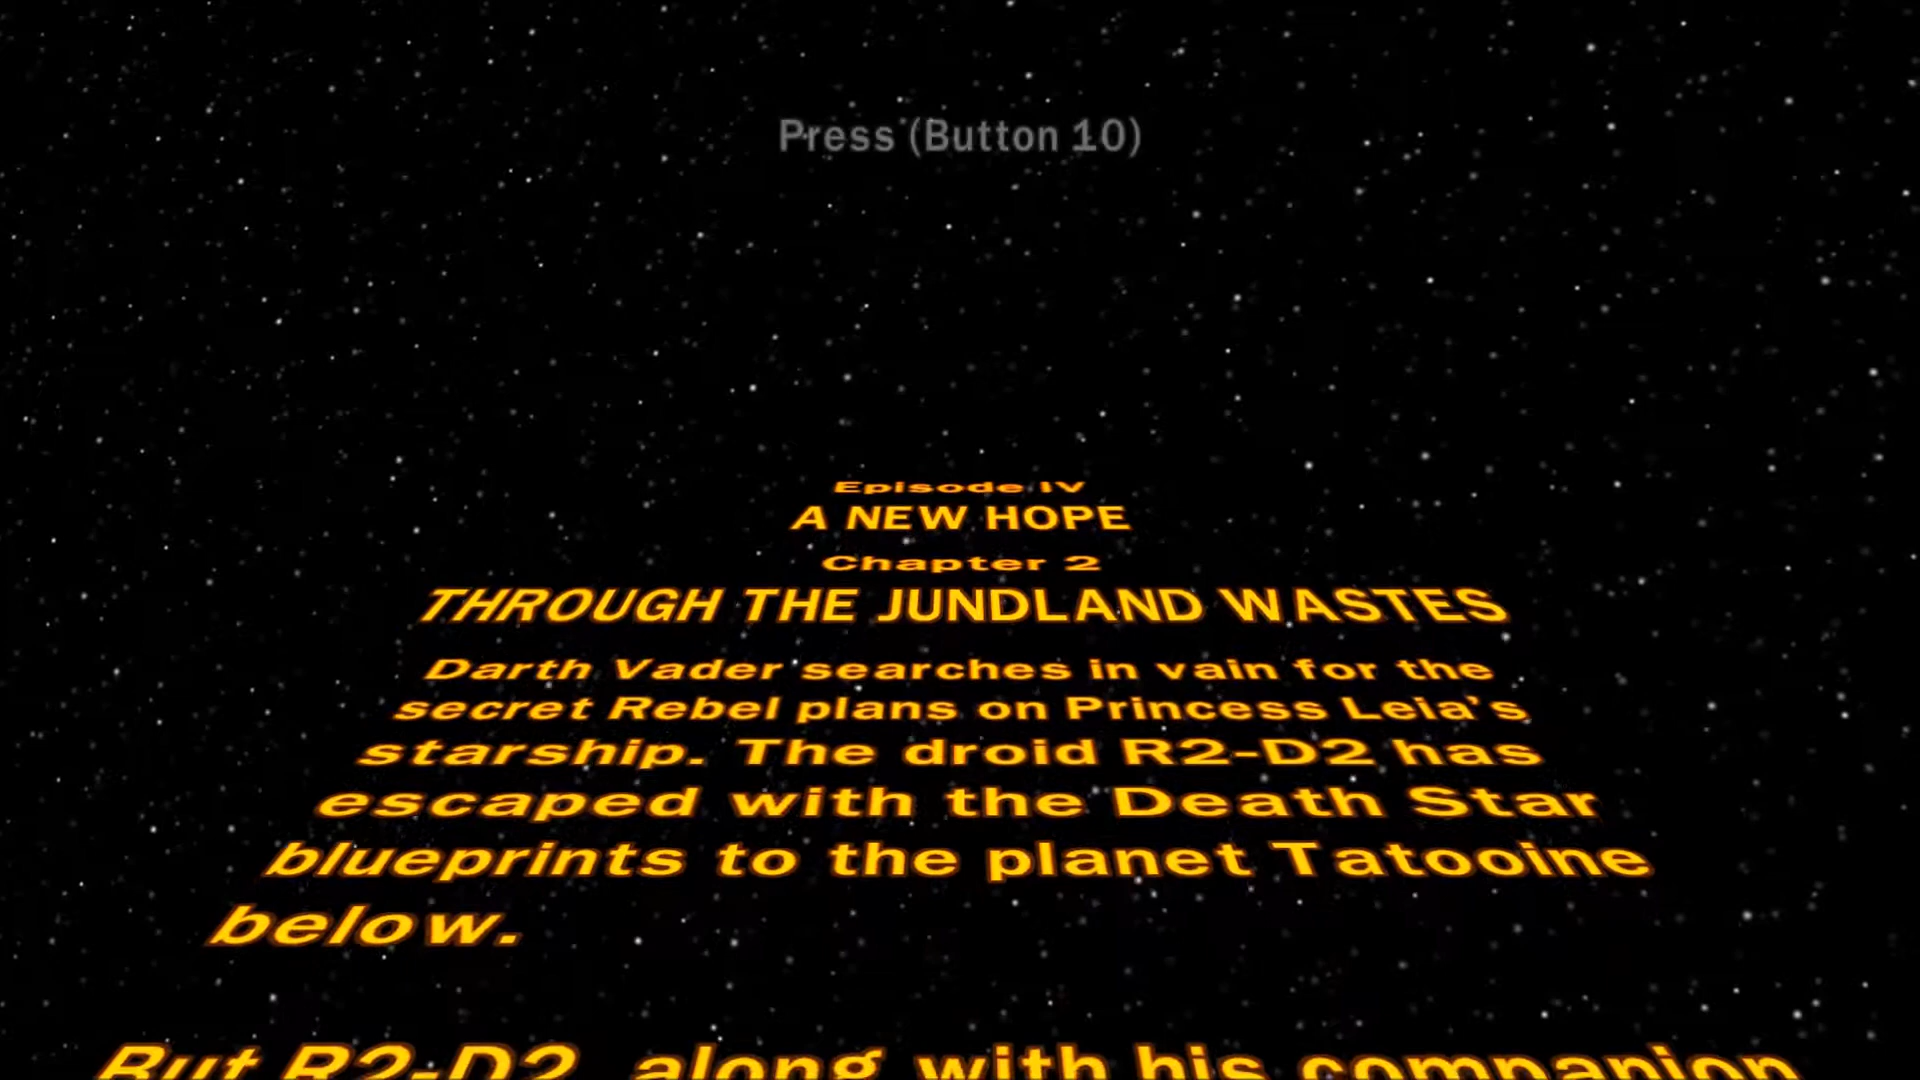 Press (Button 10)
Episode IV
A NEW HOPE
Chapter 2
THROUGH THE JUNDLAND WASTES
Darth Vader searches in vain for the
secret Rebel plans on Princess Leia's
starship. The droid R2-D2 has
escaped with the Death Star
blueprints to the planet Tatooine
below.
But R2-D2, along with his companion